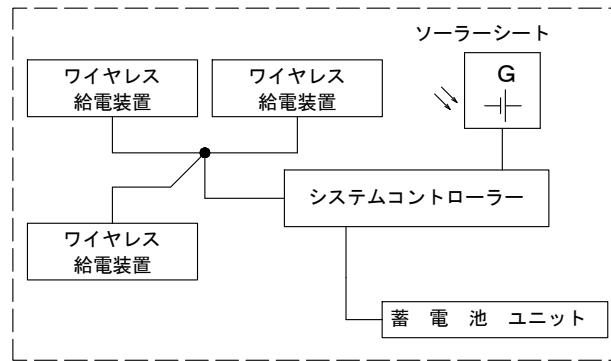 ソーラーシート
ワイヤレス
給電装置
ワイヤレス
給電装置
G
システムコントローラー
ワイヤレス
給電装置
蓄 電 池 ユニット